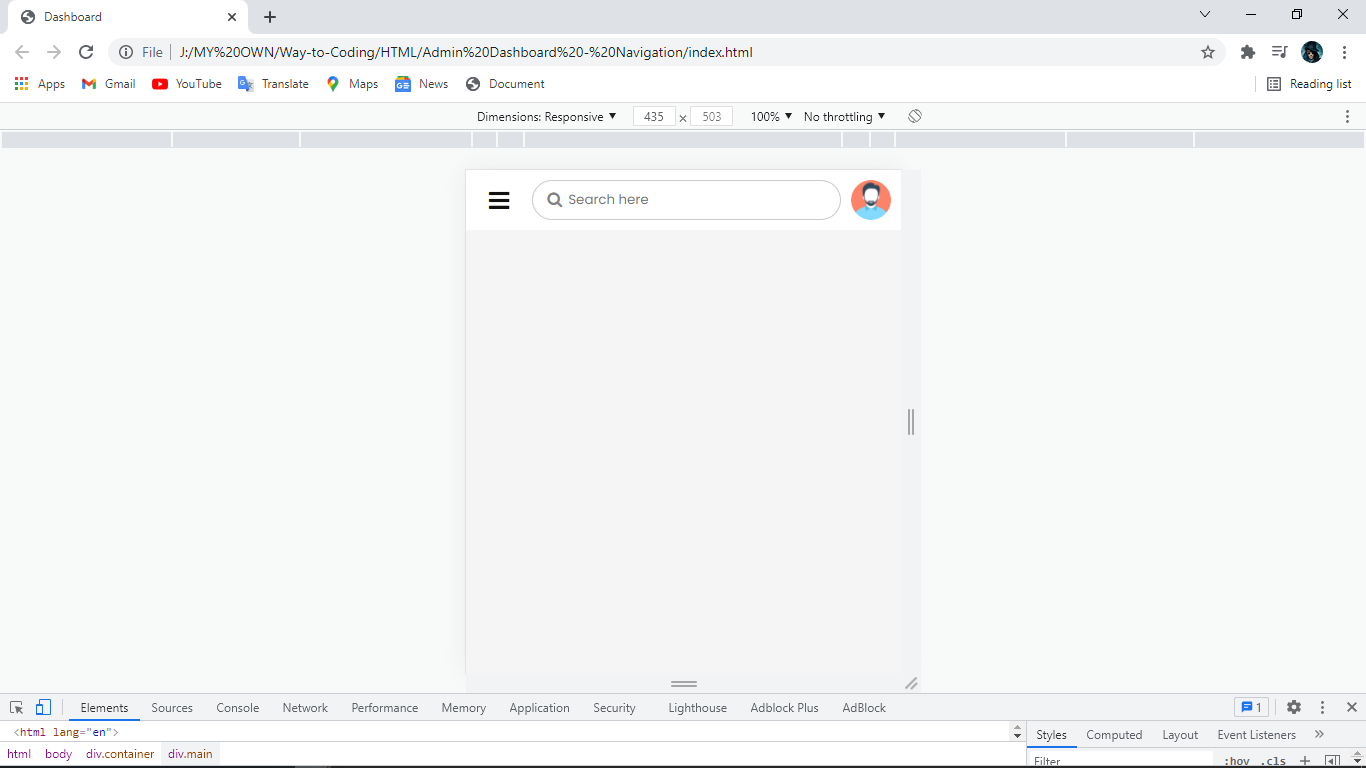 Dashboard
File J:/MY%20OWN/Way-to-Coding/HTML/Admin%20Dashboard%20-%20Navigation/index.html
Apps Gmail YouTube Translate Maps News Document Reading list
Dimensions: Responsive 435 × 503 100% No throttling
Search here
Elements Sources Console Network Performance Memory Application Security Lighthouse Adblock Plus AdBlock 1
<html lang="en">
Styles Computed Layout Event Listeners »
html body div.container div.main
Filter :hov .cls +